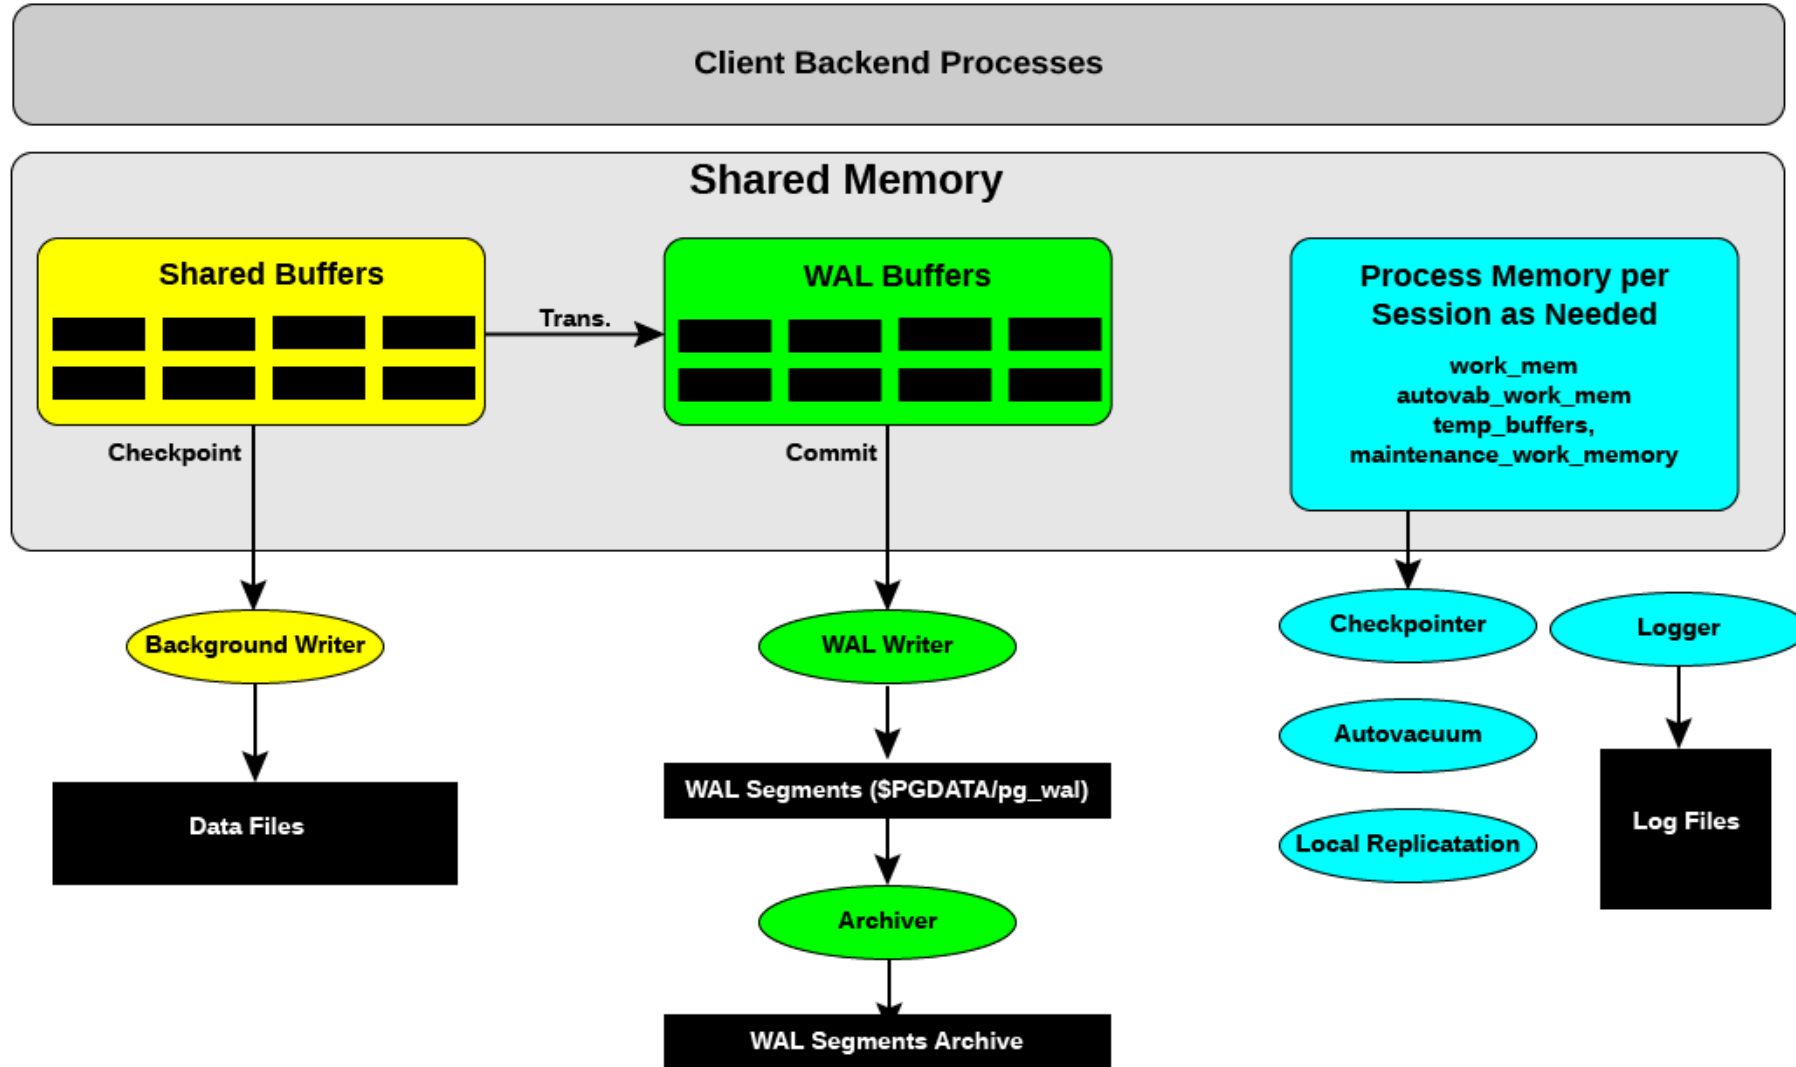 Client Backend Processes
Shared Memory
Shared Buffers
Trans.
WAL Buffers
Process Memory per
Session as Needed
work_mem
autovab_work_mem
temp_buffers,
maintenance_work_memory
Checkpoint
Commit
Background Writer
WAL Writer
Checkpointer
Logger
Autovacuum
Local Replicatation
Data Files
WAL Segments ($PGDATA/pg_wal)
Log Files
Archiver
WAL Segments Archive